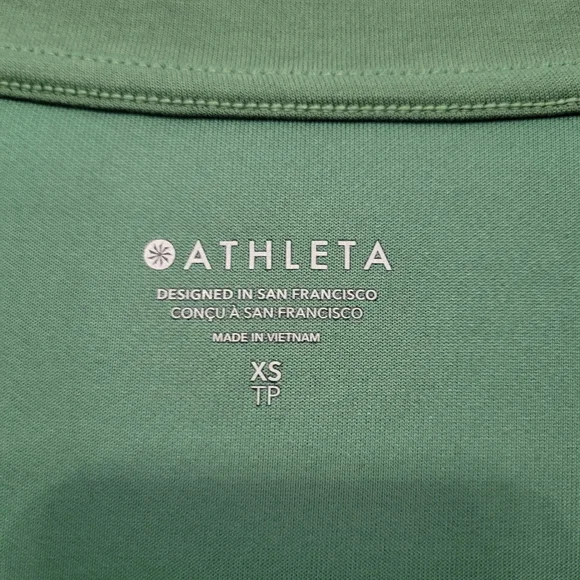 ATHLETA
DESIGNED IN SAN FRANCISCO
CONÇU À SAN FRANCISCO
MADE IN VIETNAM
XS
TP